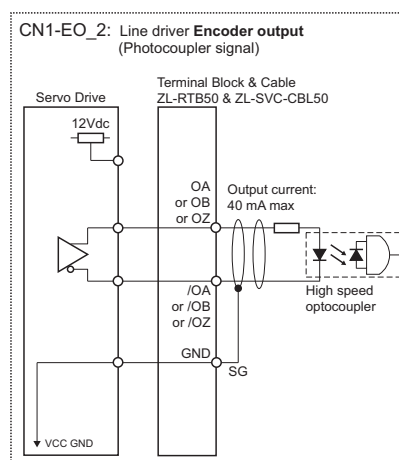 CN1-EO_2: Line driver Encoder output
(Photocoupler signal)
Terminal Block & Cable
ZL-RTB50 & ZL-SVC-CBL50
Servo Drive
12Vdc
OA
or OB
or OZ
Output current:
40 mA max
/OA
or /OB
or /OZ
High speed
optocoupler
GND
SG
VCC GND